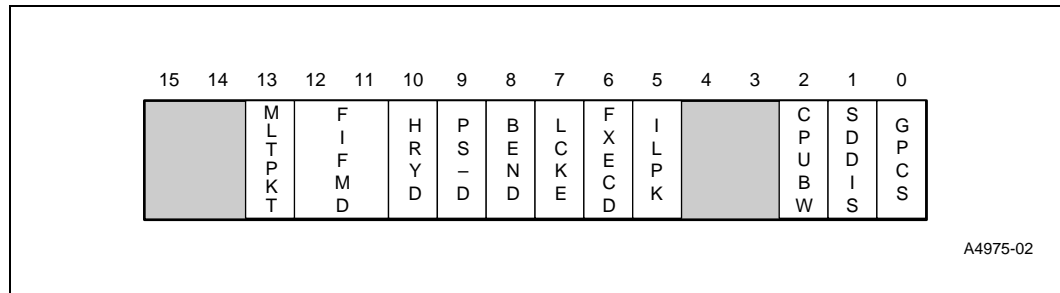 15 14 13 12 11 10 9 8 7 6 5 4 3 2 1 0
MLTPKT
FIFMD
HRYD
PS–D
BEND
LCKE
FXECD
ILPK
CPUBW
SDDIS
GPCS
A4975-02